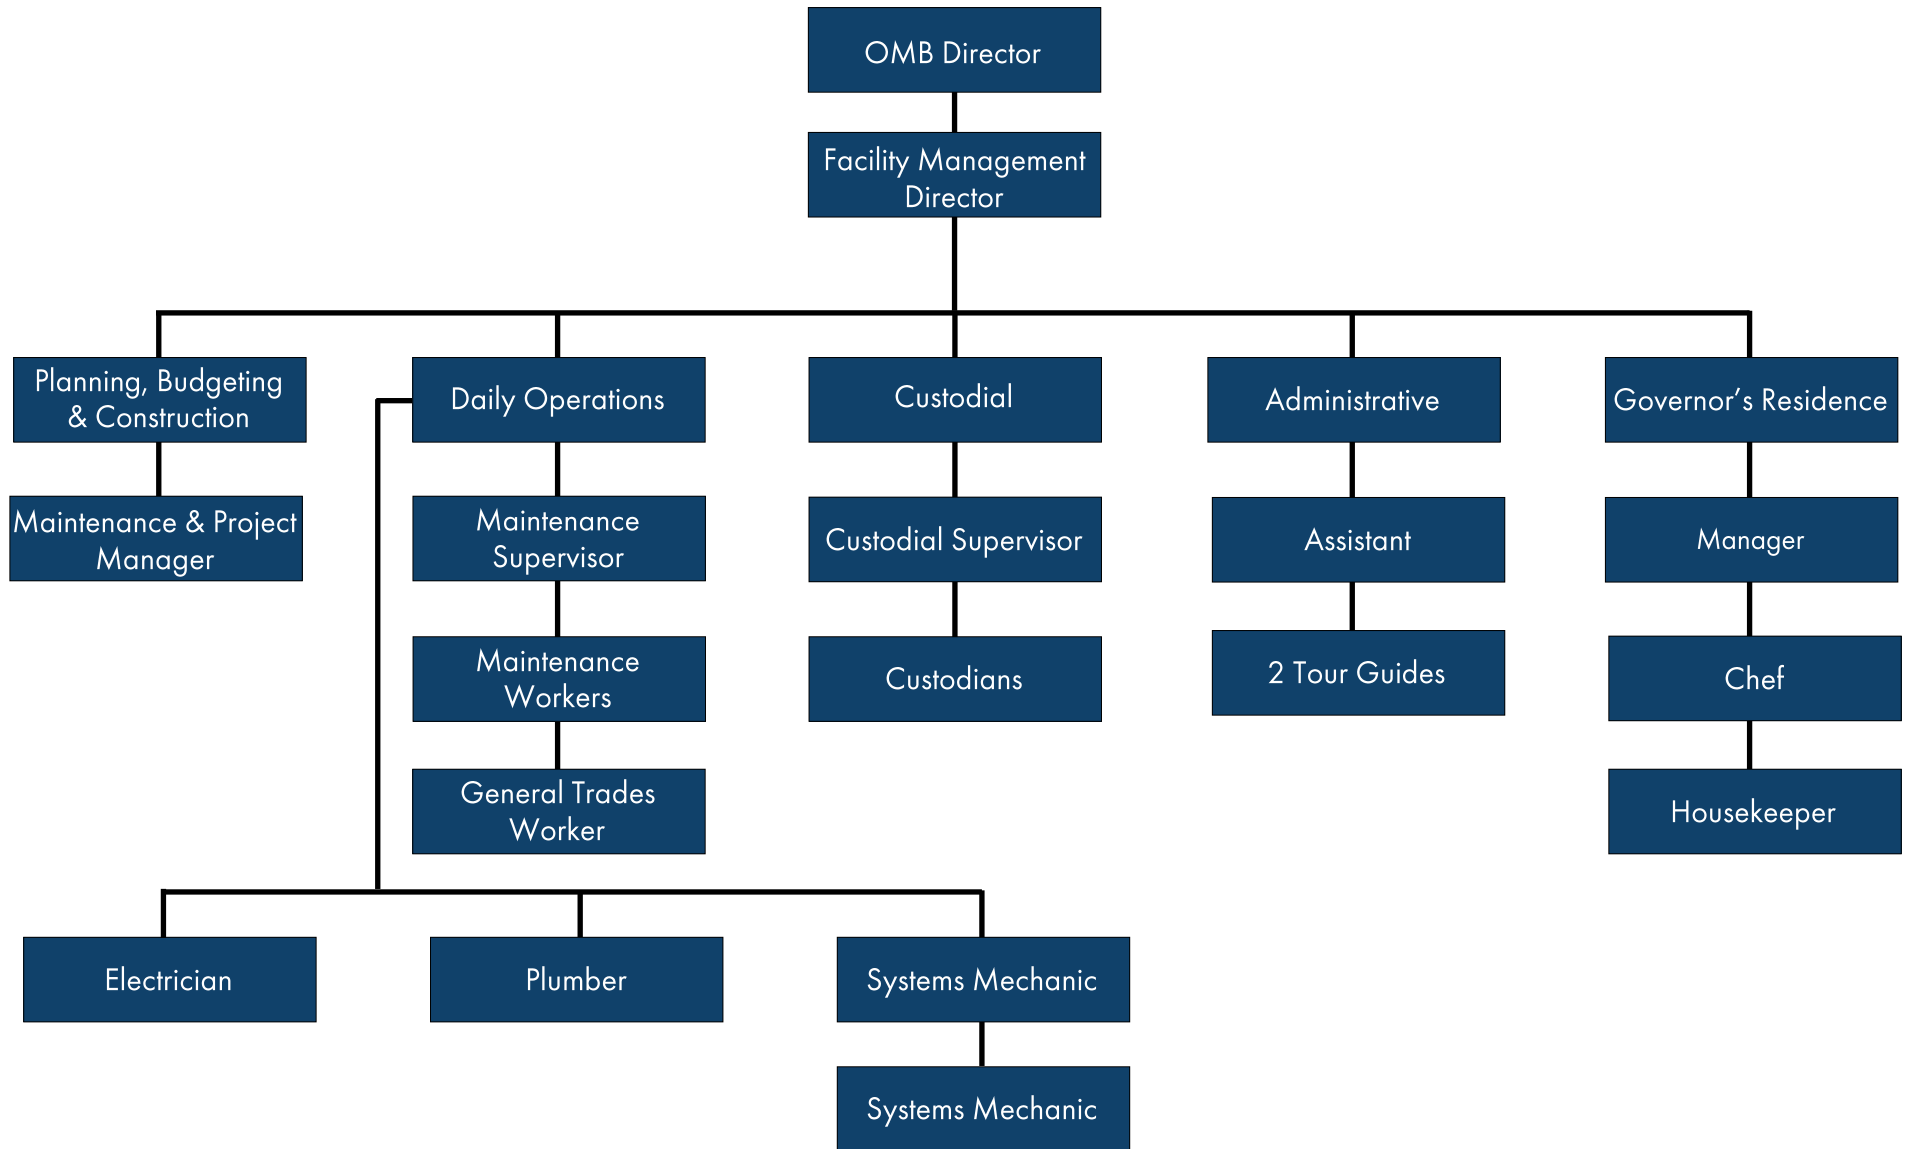 OMB Director
Facility Management
Director
Planning, Budgeting
& Construction
Daily Operations
Custodial
Administrative
Governor’s Residence
Maintenance & Project
Manager
Maintenance
Supervisor
Custodial Supervisor
Assistant
Manager
Maintenance
Workers
Custodians
2 Tour Guides
Chef
General Trades
Worker
Housekeeper
Electrician
Plumber
Systems Mechanic
Systems Mechanic